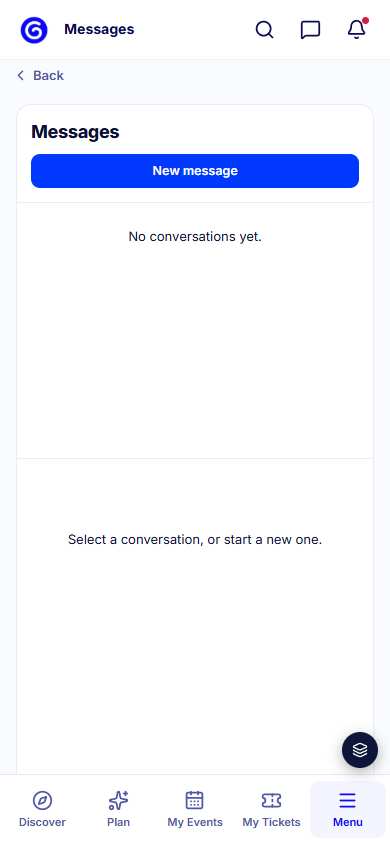 Messages
Back
Messages
New message
No conversations yet.
Select a conversation, or start a new one.
Discover
Plan
My Events
My Tickets
Menu